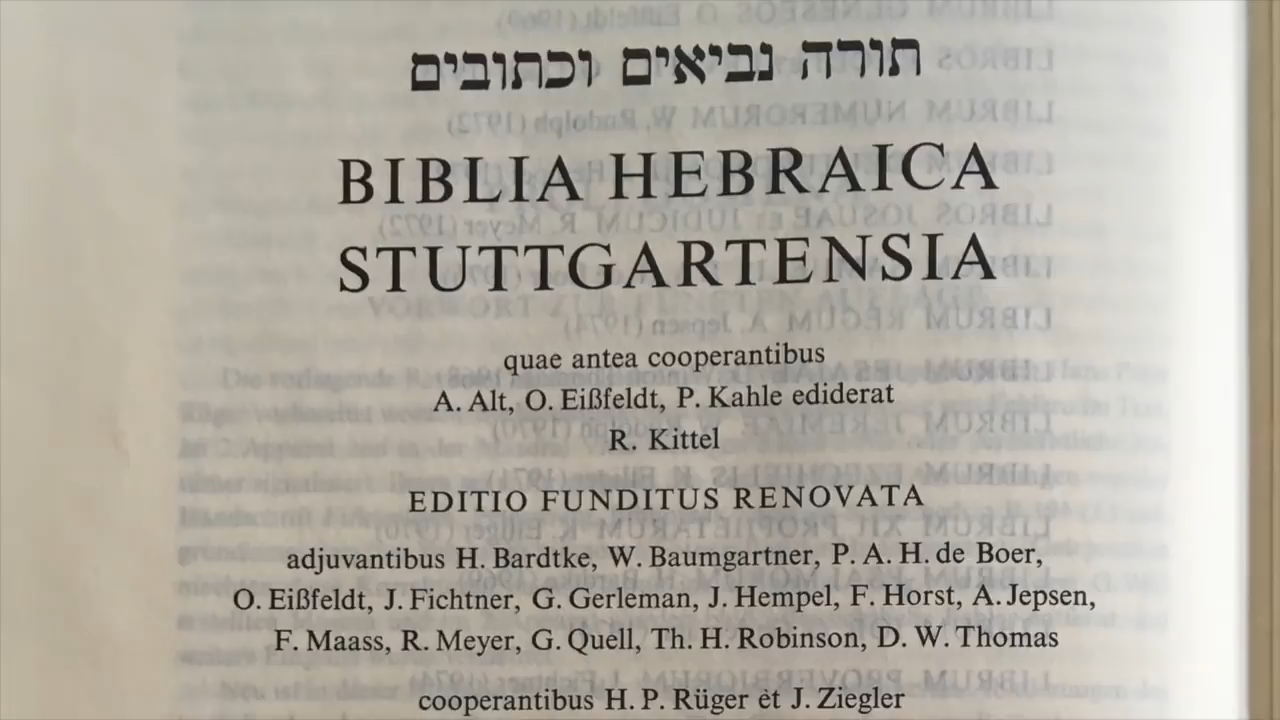 תורה נביאים וכתובים
BIBLIA HEBRAICA
STUTTGARTENSIA
quae antea cooperantibus
A. Alt, O. Eißfeldt, P. Kahle ediderat
R. Kittel
EDITIO FUNDITUS RENOVATA
adjuvantibus H. Bardtke, W. Baumgartner, P. A. H. de Boer,
O. Eißfeldt, J. Fichtner, G. Gerleman, J. Hempel, F. Horst, A. Jepsen,
F. Maass, R. Meyer, G. Quell, Th. H. Robinson, D. W. Thomas
cooperantibus H. P. Rüger et J. Ziegler